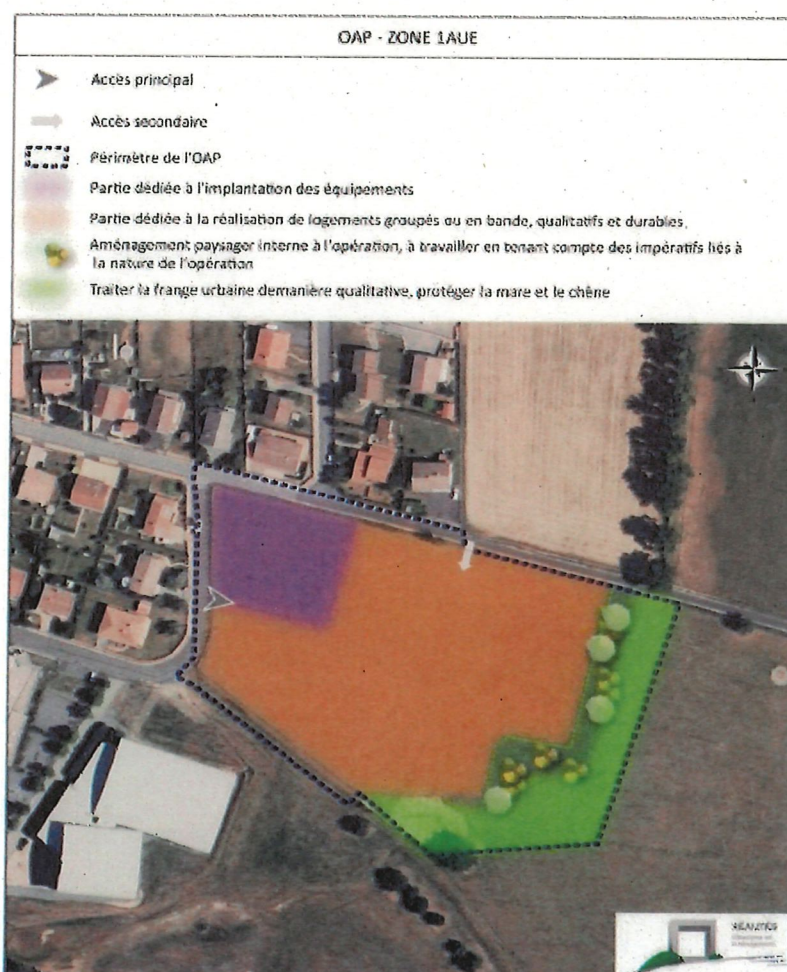 OAP - ZONE 1AUE
Accès principal
Accès secondaire
Périmètre de l'OAP
Partie dédiée à l'implantation des équipements
Partie dédiée à la réalisation de logements groupés ou en bande, qualitatifs et durables.
Aménagement paysager interne à l'opération, à travailler en tenant compte des impératifs liés à
la nature de l'opération
Traiter la frange urbaine demanière qualitative, protéger la mare et le chêne
RÉALITÉS